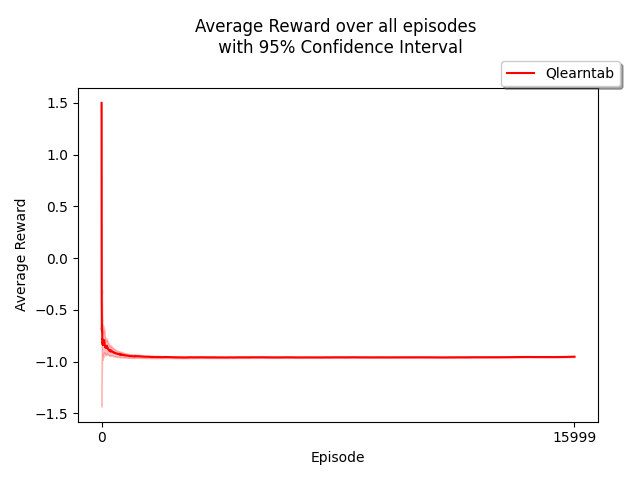 Average Reward over all episodes
with 95% Confidence Interval
Qlearntab
1.5
1.0
0.5
0.0
−0.5
−1.0
−1.5
Average Reward
0
15999
Episode